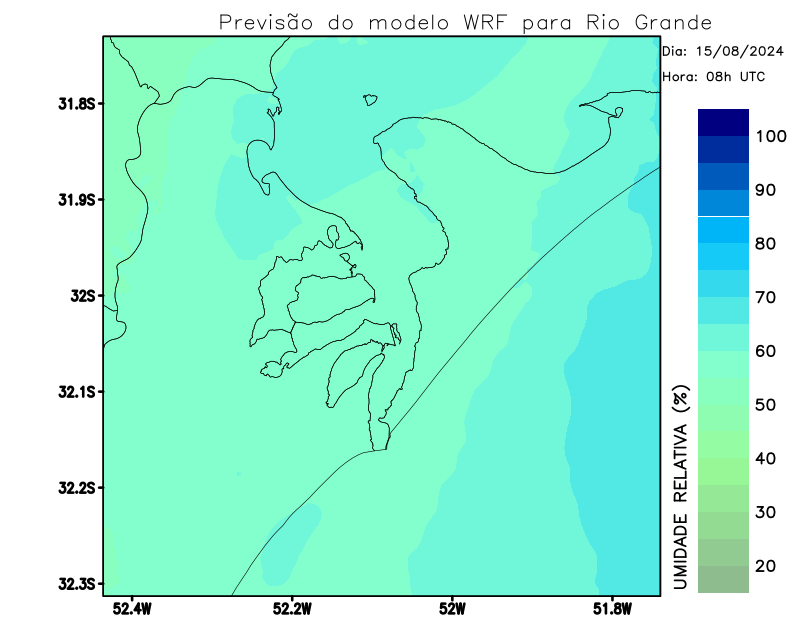 Previsão do modelo WRF para Rio Grande
Dia: 15/08/2024
Hora: 08h UTC
31.8S
31.9S
32S
32.1S
32.2S
32.3S
52.4W
52.2W
52W
51.8W
100
90
80
70
60
50
40
30
20
UMIDADE RELATIVA (%)